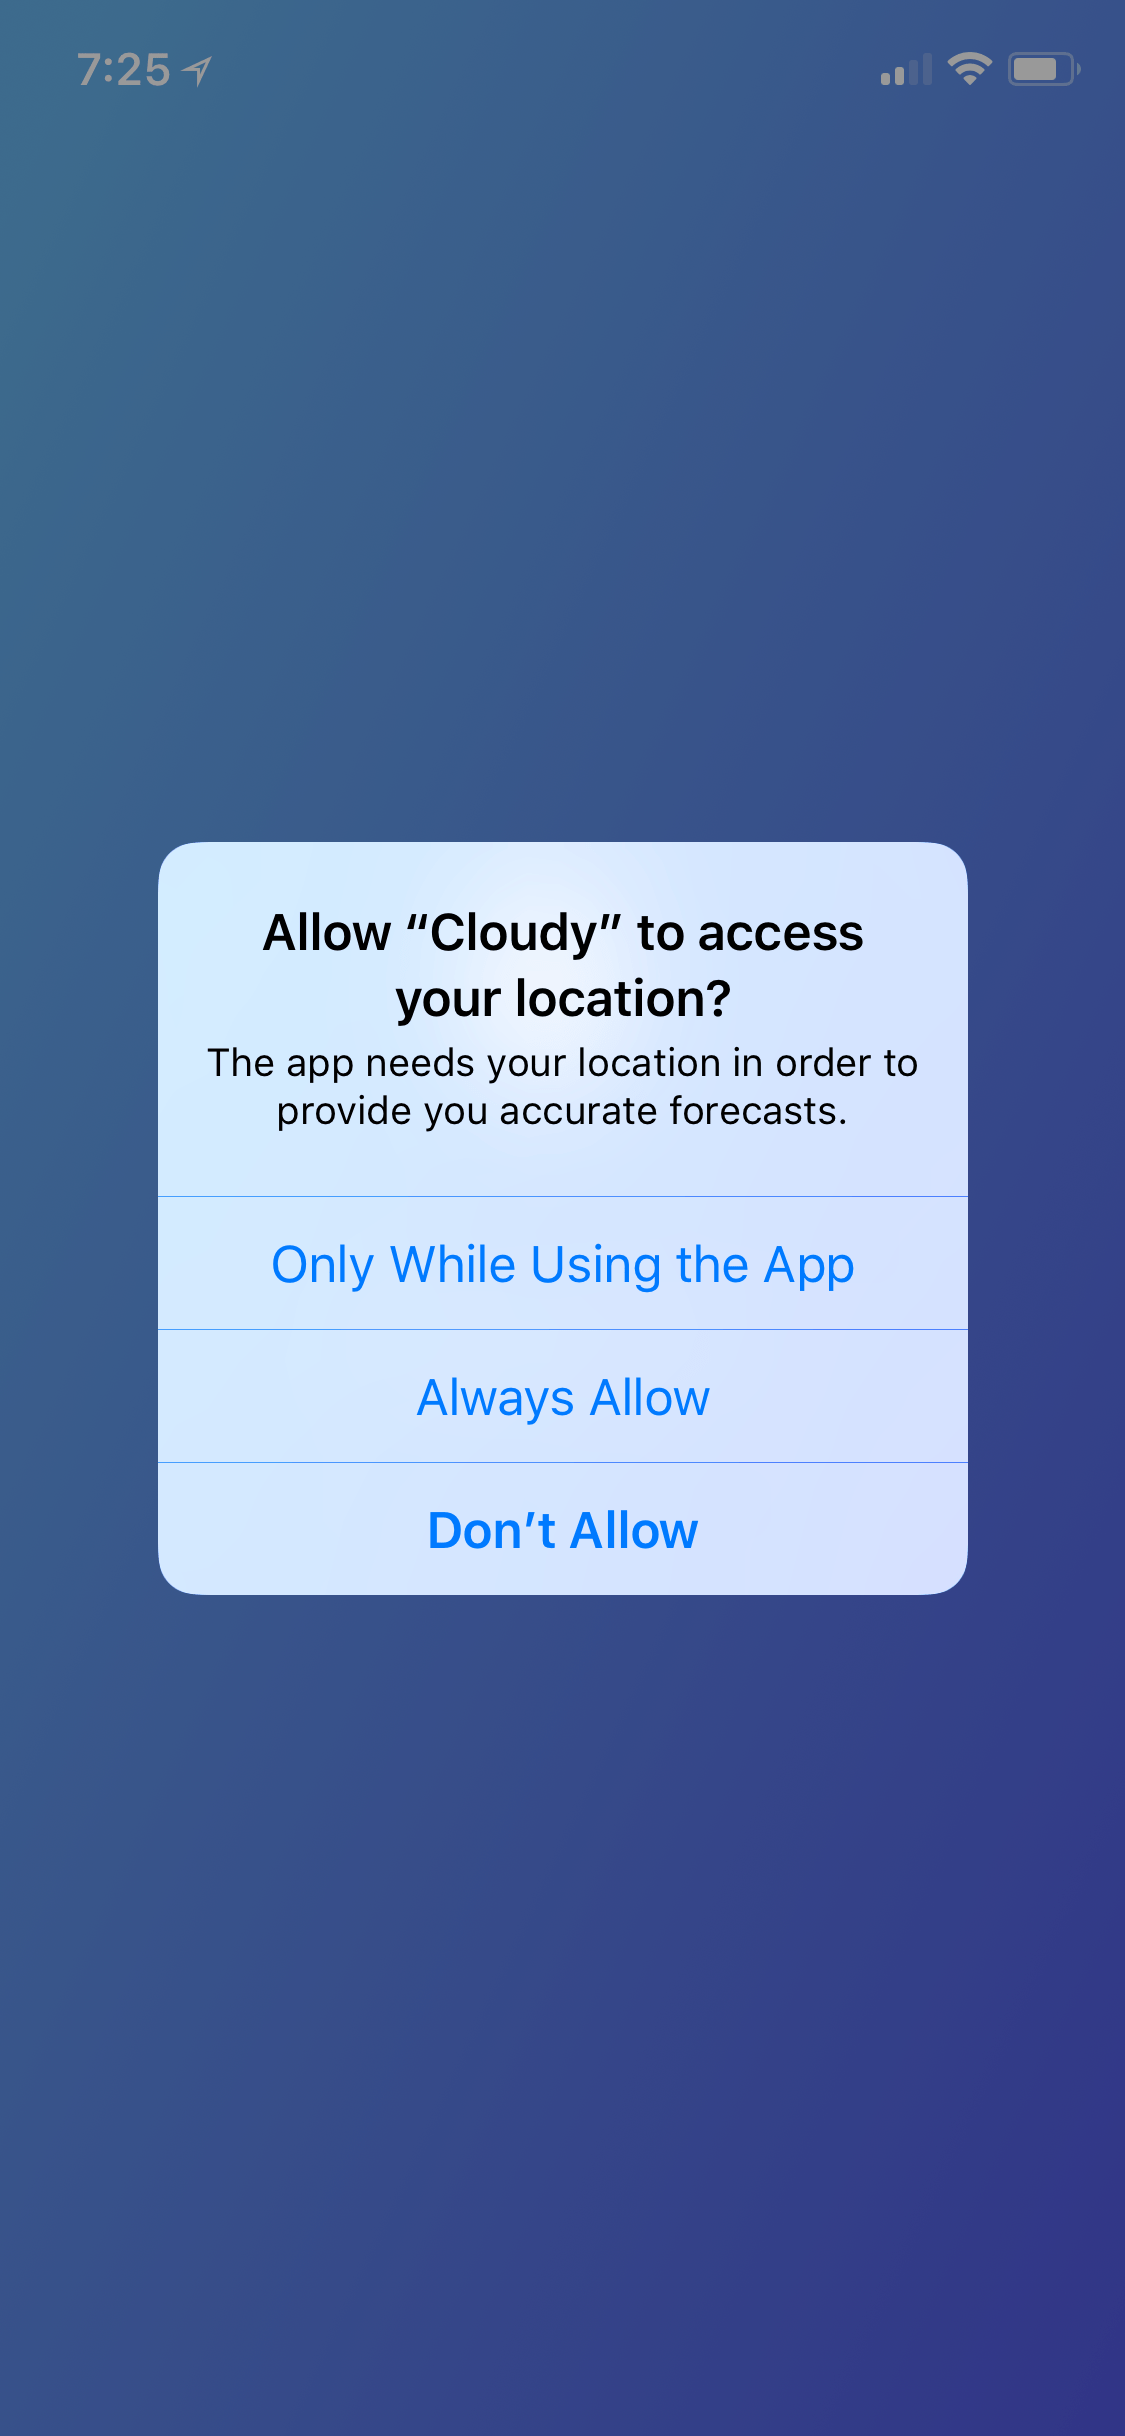 7:25
Allow “Cloudy” to access
your location?
The app needs your location in order to
provide you accurate forecasts.
Only While Using the App
Always Allow
Don’t Allow